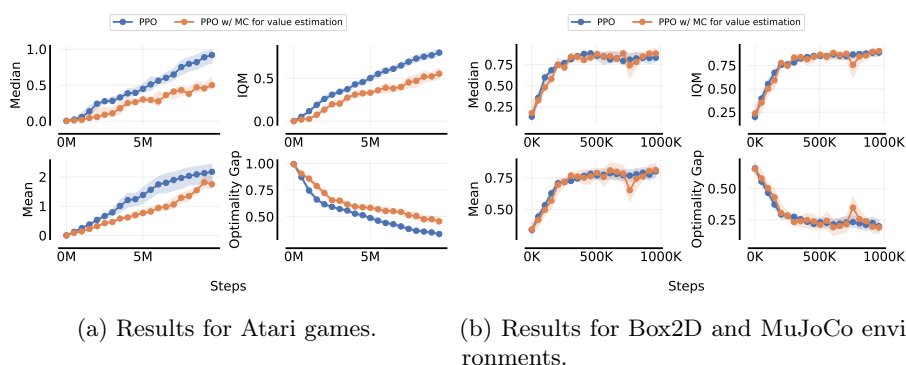 PPO PPO w/ MC for value estimation
PPO PPO w/ MC for value estimation
Median
1.0
0.5
0.0
0M 5M
IQM
0.5
0.0
0M 5M
Mean
2
1
0
0M 5M
Optimality Gap
1.00
0.75
0.50
0M 5M
Steps
Median
0.75
0.50
0.25
0K 500K 1000K
IQM
0.75
0.50
0.25
0K 500K 1000K
Mean
0.75
0.50
0K 500K 1000K
Optimality Gap
0.50
0.25
0K 500K 1000K
Steps
(a) Results for Atari games.
(b) Results for Box2D and MuJoCo envi
ronments.